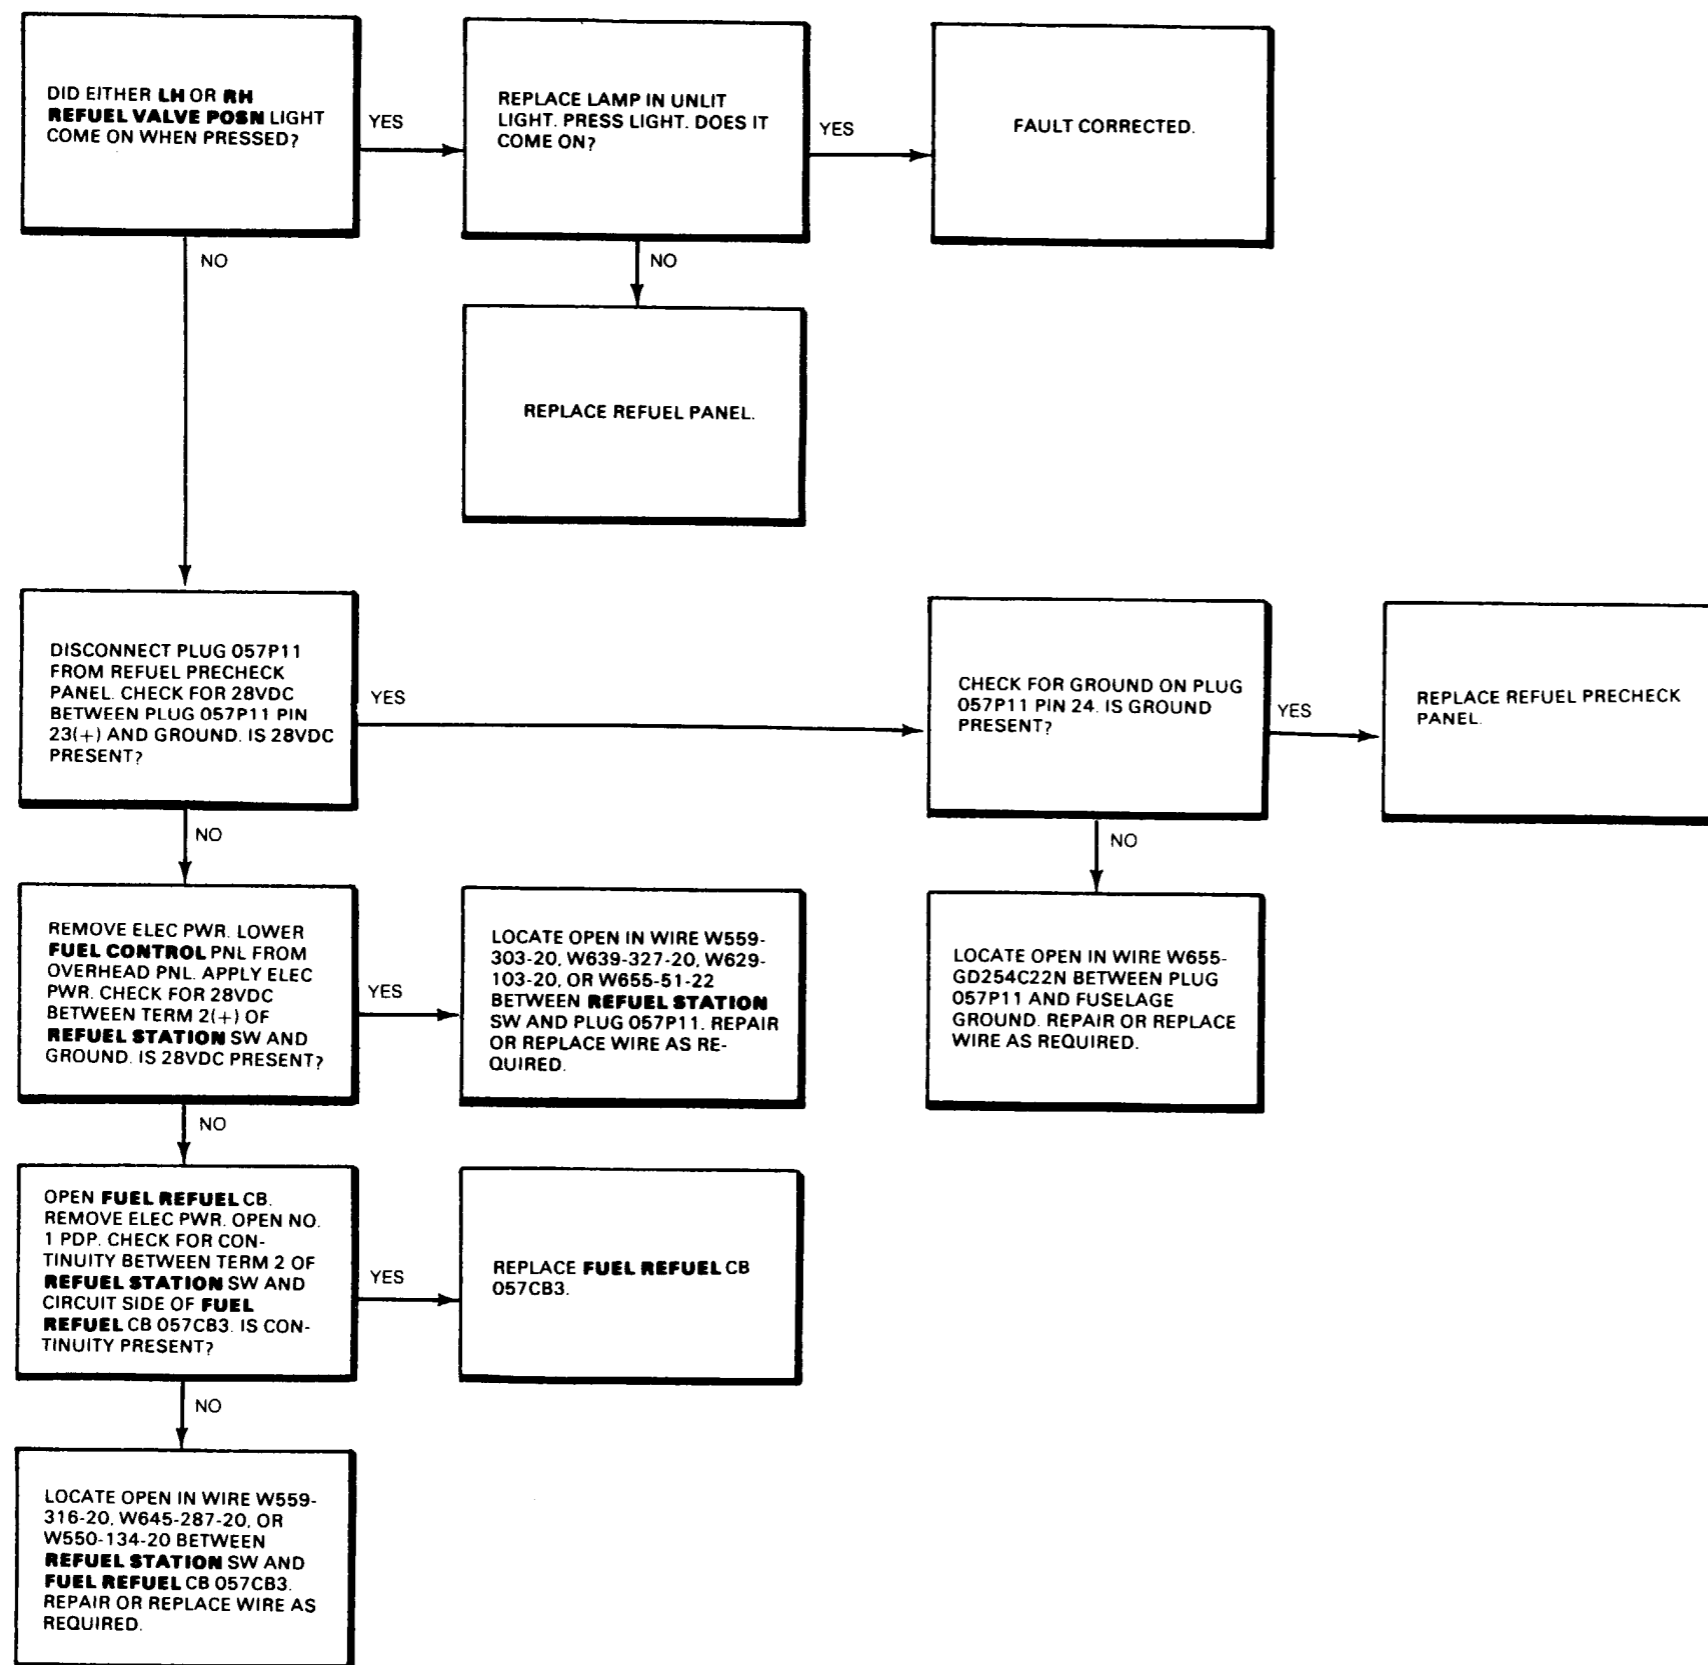 DID EITHER LH OR RH
REFUEL VALVE POSN LIGHT
COME ON WHEN PRESSED?
YES
REPLACE LAMP IN UNLIT
LIGHT. PRESS LIGHT. DOES IT
COME ON?
YES
FAULT CORRECTED.
NO
NO
REPLACE REFUEL PANEL.
DISCONNECT PLUG 057P11
FROM REFUEL PRECHECK
PANEL. CHECK FOR 28VDC
BETWEEN PLUG 057P11 PIN
23(+) AND GROUND. IS 28VDC
PRESENT?
YES
CHECK FOR GROUND ON PLUG
057P11 PIN 24. IS GROUND
PRESENT?
YES
REPLACE REFUEL PRECHECK
PANEL.
NO
NO
REMOVE ELEC PWR. LOWER
FUEL CONTROL PNL FROM
OVERHEAD PNL. APPLY ELEC
PWR. CHECK FOR 28VDC
BETWEEN TERM 2(+) OF
REFUEL STATION SW AND
GROUND. IS 28VDC PRESENT?
YES
LOCATE OPEN IN WIRE W559-
303-20, W639-327-20, W629-
103-20, OR W655-51-22
BETWEEN REFUEL STATION
SW AND PLUG 057P11. REPAIR
OR REPLACE WIRE AS RE-
QUIRED.
LOCATE OPEN IN WIRE W655-
GD254C22N BETWEEN PLUG
057P11 AND FUSELAGE
GROUND. REPAIR OR REPLACE
WIRE AS REQUIRED.
NO
OPEN FUEL REFUEL CB.
REMOVE ELEC PWR. OPEN NO.
1 PDP. CHECK FOR CON-
TINUITY BETWEEN TERM 2 OF
REFUEL STATION SW AND
CIRCUIT SIDE OF FUEL
REFUEL CB 057CB3. IS CON-
TINUITY PRESENT?
YES
REPLACE FUEL REFUEL CB
057CB3.
NO
LOCATE OPEN IN WIRE W559-
316-20, W645-287-20, OR
W550-134-20 BETWEEN
REFUEL STATION SW AND
FUEL REFUEL CB 057CB3.
REPAIR OR REPLACE WIRE AS
REQUIRED.